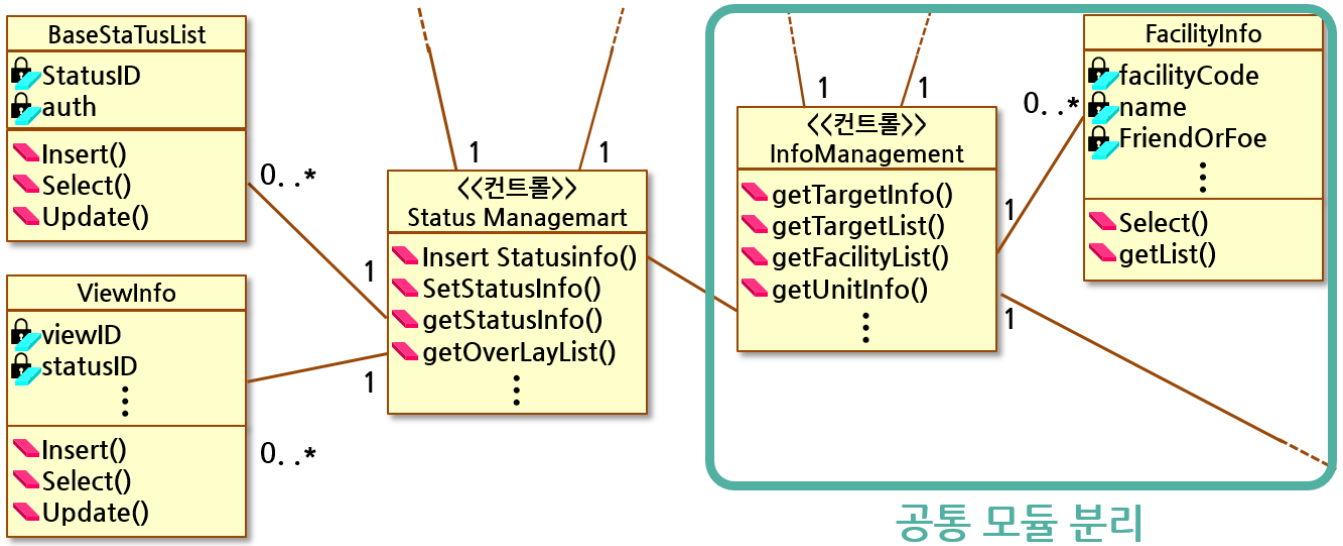 BaseStaTusList
StatusID
auth
Insert()
Select()
Update()
0..*
1
ViewInfo
viewID
statusID
Insert()
Select()
Update()
0..*
1
1
1
<<컨트롤>>
Status Managemart
Insert Statusinfo()
SetStatusInfo()
getStatusInfo()
getOverLayList()
1
1
<<컨트롤>>
InfoManagement
getTargetInfo()
getTargetList()
getFacilityList()
getUnitInfo()
1
1
0..*
FacilityInfo
facilityCode
name
FriendOrFoe
Select()
getList()
공통 모듈 분리